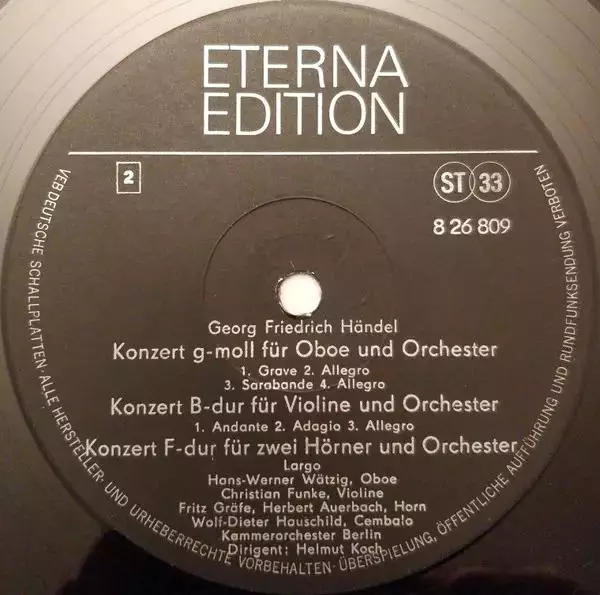 ETERNA
EDITION
2
ST 33
8 26 809
Georg Friedrich Händel
Konzert g-moll für Oboe und Orchester
1. Grave 2. Allegro
3. Sarabande 4. Allegro
Konzert B-dur für Violine und Orchester
1. Andante 2. Adagio 3. Allegro
Konzert F-dur für zwei Hörner und Orchester
Largo
Hans-Werner Wätzig, Oboe
Christian Funke, Violine
Fritz Gräfe, Herbert Auerbach, Horn
Wolf-Dieter Hauschild, Cembalo
Kammerorchester Berlin
Dirigent: Helmut Koch
VEB DEUTSCHE SCHALLPLATTEN · ALLE HERSTELLER- UND URHEBERRECHTE VORBEHALTEN · ÜBERSPIELUNG, ÖFFENTLICHE AUFFÜHRUNG UND RUNDFUNKSENDUNG VERBOTEN